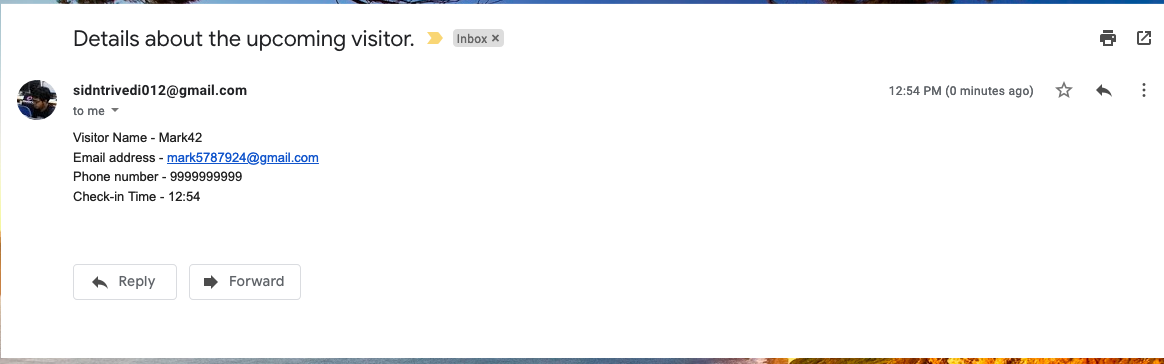 Details about the upcoming visitor. Inbox ×
sidntrivedi012@gmail.com 12:54 PM (0 minutes ago)
to me
Visitor Name - Mark42
Email address - mark5787924@gmail.com
Phone number - 9999999999
Check-in Time - 12:54
Reply Forward